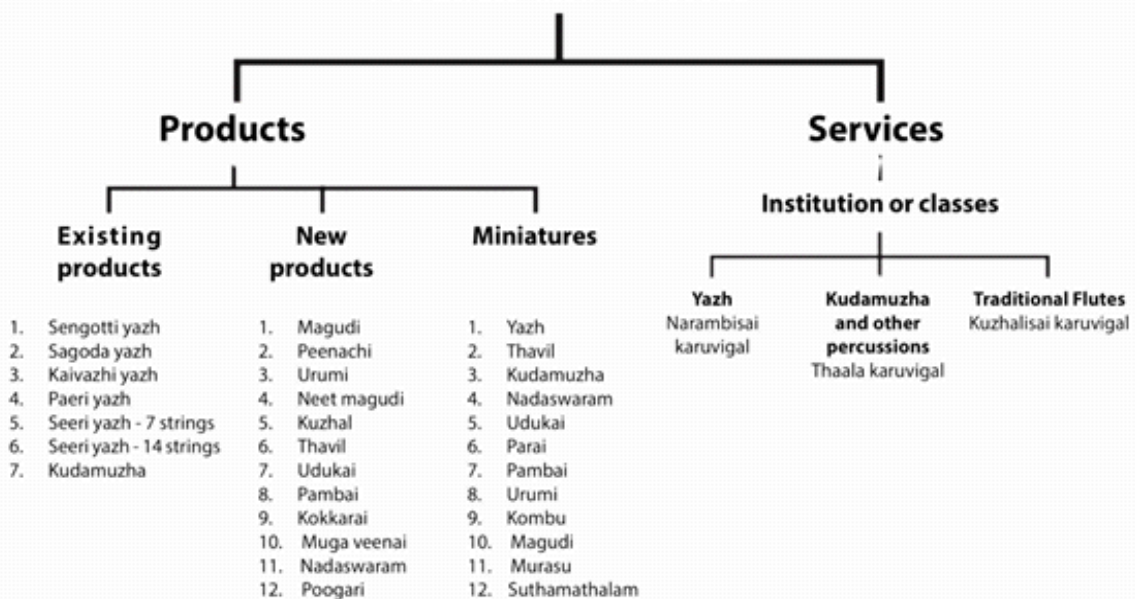 Products
Services
Institution or classes
Existing
products
New
products
Miniatures
1. Sengotti yazh
2. Sagoda yazh
3. Kaivazhi yazh
4. Paeri yazh
5. Seeri yazh - 7 strings
6. Seeri yazh - 14 strings
7. Kudamuzha
1. Magudi
2. Peenachi
3. Urumi
4. Neet magudi
5. Kuzhal
6. Thavil
7. Udukai
8. Pambai
9. Kokkarai
10. Muga veenai
11. Nadaswaram
12. Poogari
1. Yazh
2. Thavil
3. Kudamuzha
4. Nadaswaram
5. Udukai
6. Parai
7. Pambai
8. Urumi
9. Kombu
10. Magudi
11. Murasu
12. Suthamathalam
Yazh
Narambisai
karuvigal
Kudamuzha
and other
percussions
Thaala karuvigal
Traditional Flutes
Kuzhalisai karuvigal